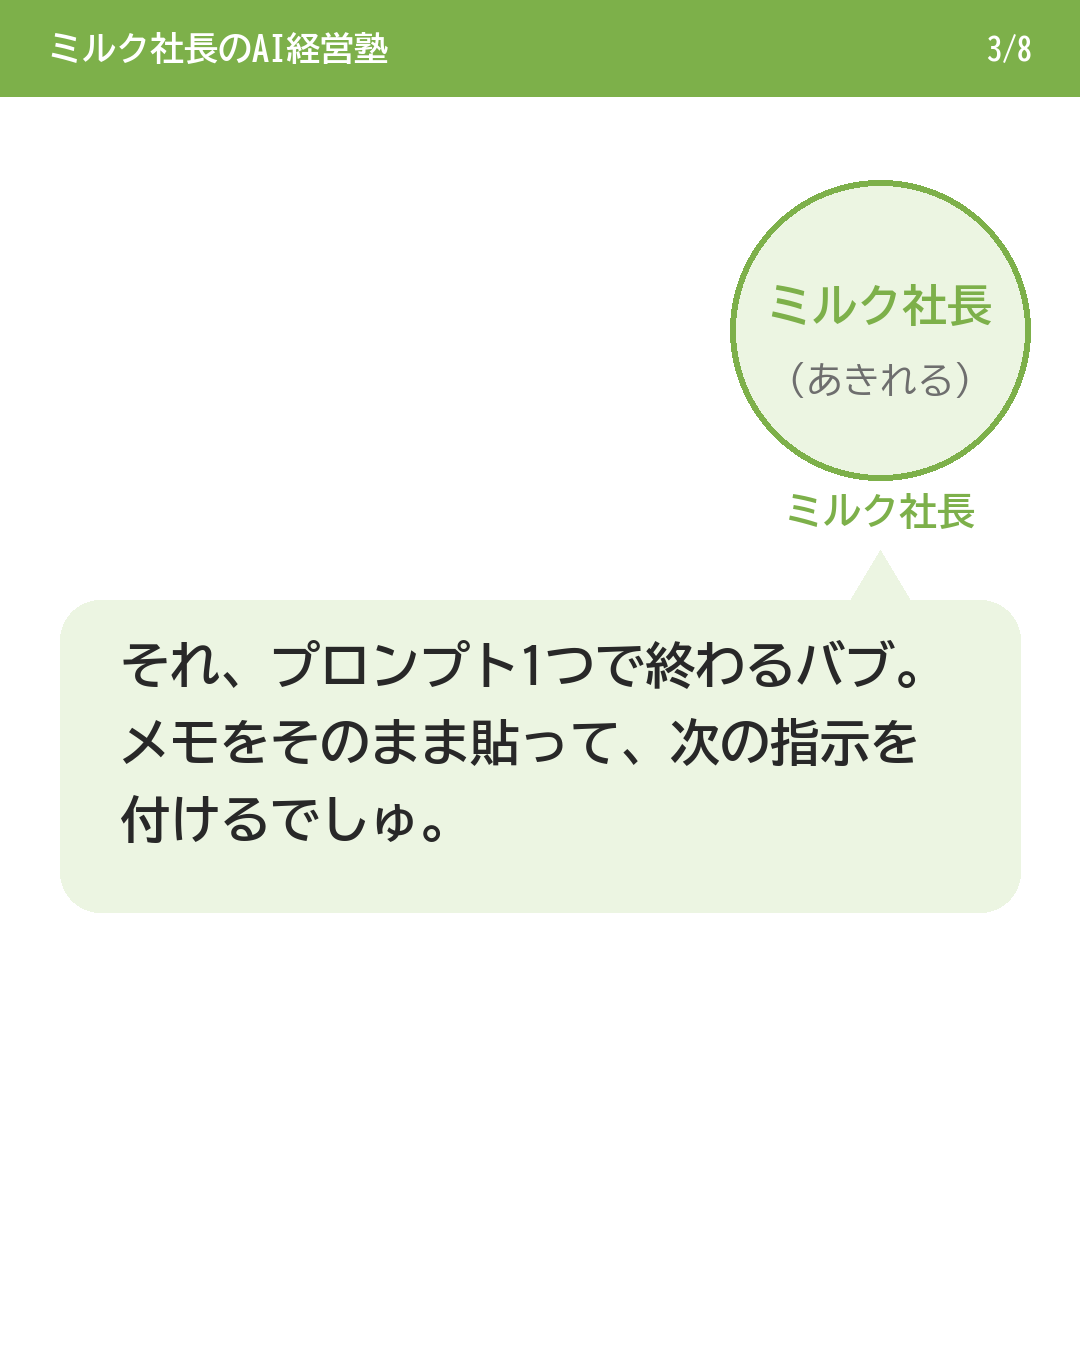 ミルク社長のAI経営塾
3/8
ミルク社長
（あきれる）
ミルク社長
それ、プロンプト1つで終わるバブ。
メモをそのまま貼って、次の指示を
付けるでしゅ。